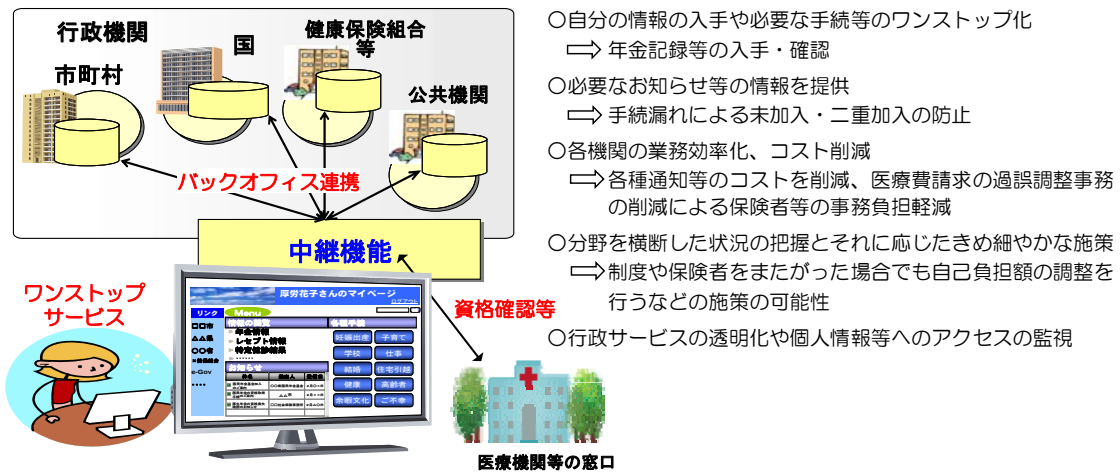 行政機関
国
健康保険組合
等
市町村
公共機関
バックオフィス連携
中継機能
ワンストップ
サービス
資格確認等
厚労花子さんのマイページ
ログアウト
リンク
Menu
□□市
△△県
○○省
e-Gov
・・・・
年金情報
レセプト情報
特定健診結果
・・・・・・
お知らせ
妊娠出産
子育て
学校
仕事
結婚
住宅引越
健康
高齢者
余暇文化
ご不幸
医療機関等の窓口
○自分の情報の入手や必要な手続等のワンストップ化
⇨ 年金記録等の入手・確認
○必要なお知らせ等の情報を提供
⇨ 手続漏れによる未加入・二重加入の防止
○各機関の業務効率化、コスト削減
⇨ 各種通知等のコストを削減、医療費請求の過誤調整事務
の削減による保険者等の事務負担軽減
○分野を横断した状況の把握とそれに応じたきめ細やかな施策
⇨ 制度や保険者をまたがった場合でも自己負担額の調整を
行うなどの施策の可能性
○行政サービスの透明化や個人情報等へのアクセスの監視